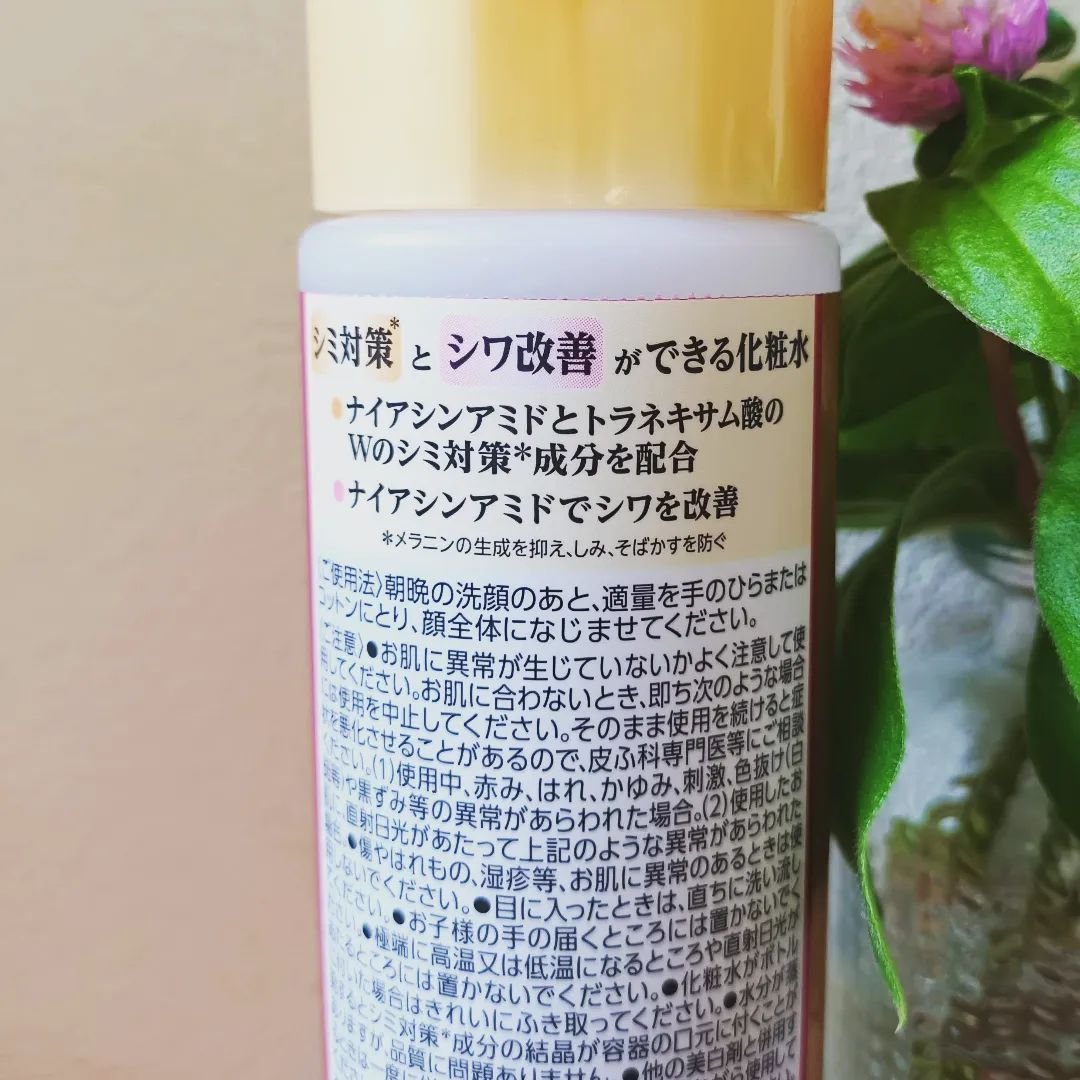 シミ対策*とシワ改善ができる化粧水
ナイアシンアミドとトラネキサム酸の
Wのシミ対策*成分を配合
ナイアシンアミドでシワを改善
*メラニンの生成を抑え、しみ、そばかすを防ぐ
ご使用法〉朝晩の洗顔のあと、適量を手のひらまたは
コットンにとり、顔全体になじませてください。
ご注意〉●お肌に異常が生じていないかよく注意して使
用してください。お肌に合わないとき、即ち次のような場合
には使用を中止してください。そのまま使用を続けると症
状を悪化させることがあるので、皮ふ科専門医等にご相談
ください。(1)使用中、赤み、はれ、かゆみ、刺激、色抜け(白
斑等)や黒ずみ等の異常があらわれた場合。(2)使用したお
肌に、直射日光があたって上記のような異常があらわれた
場合。●傷やはれもの、湿疹等、お肌に異常のあるときは使
用しないでください。●目に入ったときは、直ちに洗い流し
てください。●お子様の手の届くところには置かないでく
ださい。●極端に高温又は低温になるところや直射日光が
あたるところには置かないでください。●化粧水がボトル
に付いた場合はきれいにふき取ってください。●水分が蒸
発するとシミ対策*成分の結晶が容器の口元に付くことが
ありますが、品質に問題ありません。●他の美白剤と併用す